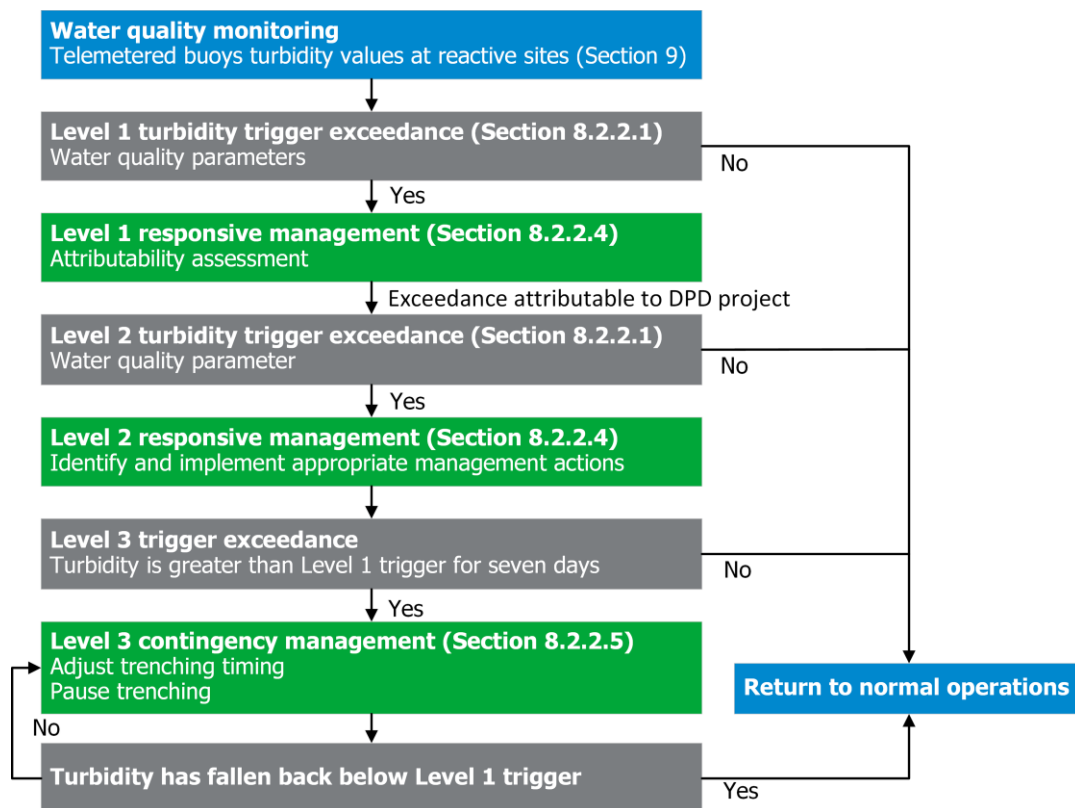 Water quality monitoring
Telemetered buoys turbidity values at reactive sites (Section 9)
Level 1 turbidity trigger exceedance (Section 8.2.2.1)
Water quality parameters
No
Yes
Level 1 responsive management (Section 8.2.2.4)
Attributability assessment
Exceedance attributable to DPD project
Level 2 turbidity trigger exceedance (Section 8.2.2.1)
Water quality parameter
No
Yes
Level 2 responsive management (Section 8.2.2.4)
Identify and implement appropriate management actions
Level 3 trigger exceedance
Turbidity is greater than Level 1 trigger for seven days
No
Yes
Level 3 contingency management (Section 8.2.2.5)
Adjust trenching timing
Pause trenching
Return to normal operations
No
Turbidity has fallen back below Level 1 trigger
Yes